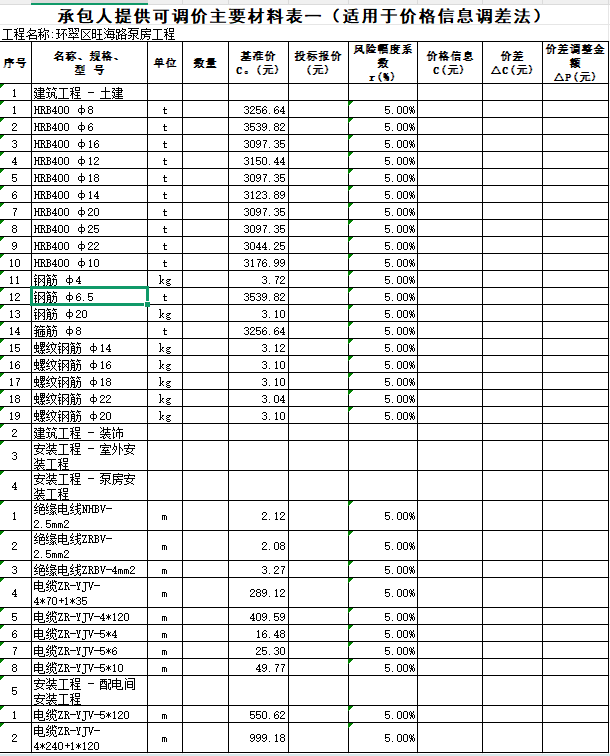 承包人提供可调价主要材料表一（适用于价格信息调差法）
工程名称:环翠区旺海路泵房工程
序号 名称、规格、型 号 单位 数量 基准价 C。(元) 投标报价(元) 风险幅度系数 r(%) 价格信息 C(元) 价差 △C(元) 价差调整金额 △P(元)
1 建筑工程 - 土建
1 HRB400 φ8 t 3256.64 5.00%
2 HRB400 φ6 t 3539.82 5.00%
3 HRB400 φ16 t 3097.35 5.00%
4 HRB400 φ12 t 3150.44 5.00%
5 HRB400 φ18 t 3097.35 5.00%
6 HRB400 φ14 t 3123.89 5.00%
7 HRB400 φ20 t 3097.35 5.00%
8 HRB400 φ25 t 3097.35 5.00%
9 HRB400 φ22 t 3044.25 5.00%
10 HRB400 φ10 t 3176.99 5.00%
11 钢筋 φ4 kg 3.72 5.00%
12 钢筋 φ6.5 t 3539.82 5.00%
13 钢筋 φ20 kg 3.10 5.00%
14 箍筋 φ8 t 3256.64 5.00%
15 螺纹钢筋 φ14 kg 3.12 5.00%
16 螺纹钢筋 φ16 kg 3.10 5.00%
17 螺纹钢筋 φ18 kg 3.10 5.00%
18 螺纹钢筋 φ22 kg 3.04 5.00%
19 螺纹钢筋 φ20 kg 3.10 5.00%
2 建筑工程 - 装饰
3 安装工程 - 室外安装工程
4 安装工程 - 泵房安装工程
1 绝缘电线NHBV-2.5mm2 m 2.12 5.00%
2 绝缘电线ZRBV-2.5mm2 m 2.08 5.00%
3 绝缘电线ZRBV-4mm2 m 3.27 5.00%
4 电缆ZR-YJV-4*70+1*35 m 289.12 5.00%
5 电缆ZR-YJV-4*120 m 409.59 5.00%
6 电缆ZR-YJV-5*4 m 16.48 5.00%
7 电缆ZR-YJV-5*6 m 25.30 5.00%
8 电缆ZR-YJV-5*10 m 49.77 5.00%
5 安装工程 - 配电间安装工程
1 电缆ZR-YJV-5*120 m 550.62 5.00%
2 电缆ZR-YJV-4*240+1*120 m 999.18 5.00%